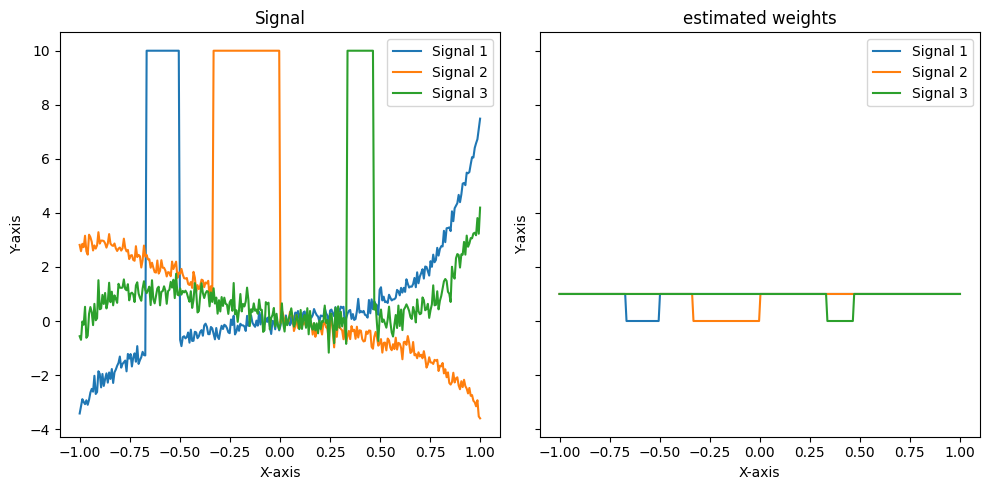 Signal
Signal 1
Signal 2
Signal 3
10
8
6
4
2
0
−2
−4
Y-axis
−1.00 −0.75 −0.50 −0.25 0.00 0.25 0.50 0.75 1.00
X-axis
estimated weights
Signal 1
Signal 2
Signal 3
Y-axis
−1.00 −0.75 −0.50 −0.25 0.00 0.25 0.50 0.75 1.00
X-axis